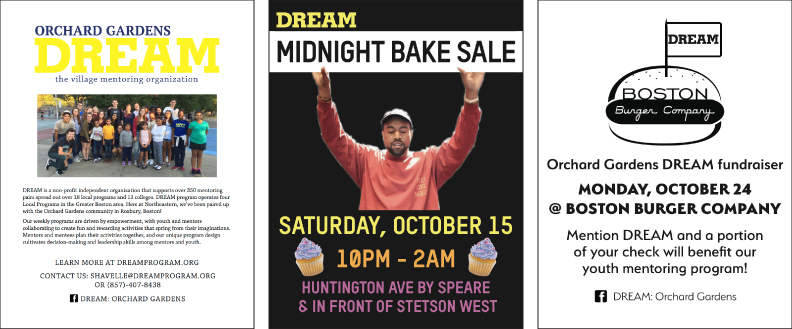 ORCHARD GARDENS
DREAM
the village mentoring organization
DREAM is a non-profit independent organization that supports over 350 mentoring
pairs spread out over 18 local programs and 13 colleges. DREAM program operates four
Local Programs in the Greater Boston area. Here at Northeastern, we've been paired up
with the Orchard Gardens community in Roxbury, Boston!
Our weekly programs are driven by empowerment, with youth and mentors
collaborating to create fun and rewarding activities that spring from their imaginations.
Mentors and mentees plan their activities together, and our unique program design
cultivates decision-making and leadership skills among mentors and youth.
LEARN MORE AT DREAMPROGRAM.ORG
CONTACT US: SHAVELLE@DREAMPROGRAM.ORG
OR (857)-407-8438
DREAM: ORCHARD GARDENS
DREAM
MIDNIGHT BAKE SALE
SATURDAY, OCTOBER 15
10PM - 2AM
HUNTINGTON AVE BY SPEARE
& IN FRONT OF STETSON WEST
DREAM
BOSTON
Burger Company
Orchard Gardens DREAM fundraiser
MONDAY, OCTOBER 24
@ BOSTON BURGER COMPANY
Mention DREAM and a portion
of your check will benefit our
youth mentoring program!
DREAM: Orchard Gardens